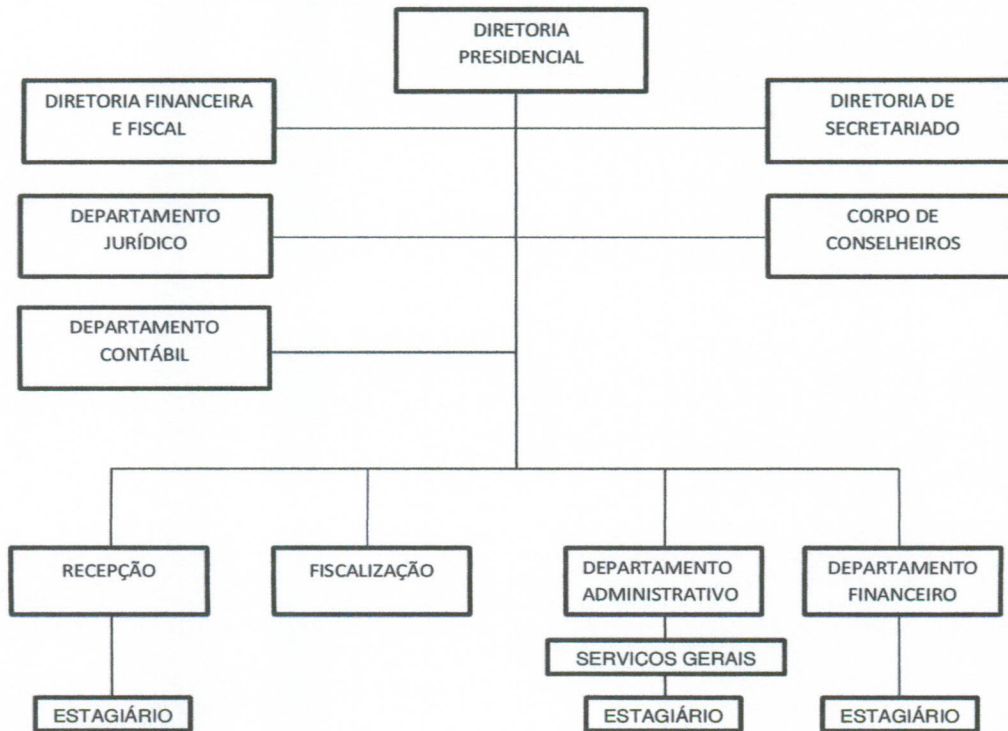 DIRETORIA
PRESIDENCIAL
DIRETORIA FINANCEIRA
E FISCAL
DIRETORIA DE
SECRETARIADO
DEPARTAMENTO
JURÍDICO
CORPO DE
CONSELHEIROS
DEPARTAMENTO
CONTÁBIL
RECEPÇÃO
FISCALIZAÇÃO
DEPARTAMENTO
ADMINISTRATIVO
DEPARTAMENTO
FINANCEIRO
SERVICOS GERAIS
ESTAGIÁRIO
ESTAGIÁRIO
ESTAGIÁRIO